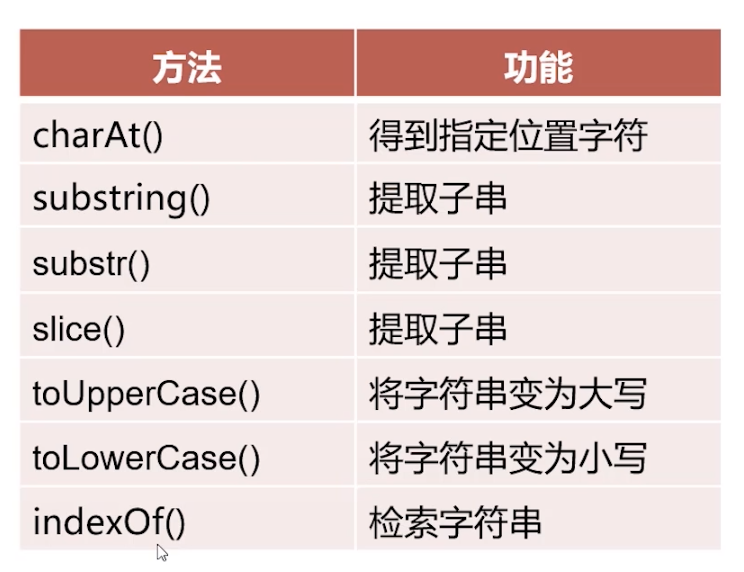 方法 功能
charAt() 得到指定位置字符
substring() 提取子串
substr() 提取子串
slice() 提取子串
toUpperCase() 将字符串变为大写
toLowerCase() 将字符串变为小写
indexOf() 检索字符串